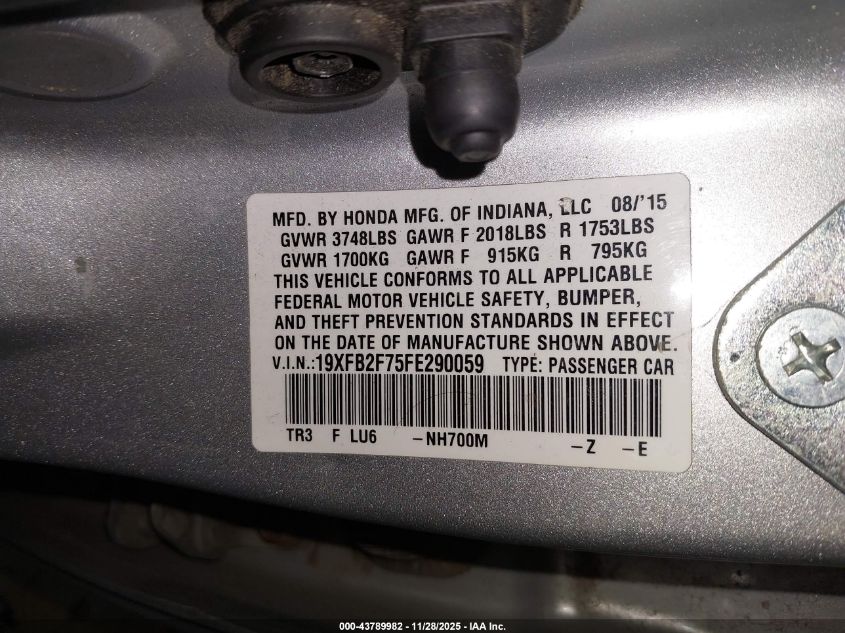 MFD. BY HONDA MFG. OF INDIANA, LLC 08/'15
GVWR 3748LBS GAWR F 2018LBS R 1753LBS
GVWR 1700KG GAWR F 915KG R 795KG
THIS VEHICLE CONFORMS TO ALL APPLICABLE
FEDERAL MOTOR VEHICLE SAFETY, BUMPER,
AND THEFT PREVENTION STANDARDS IN EFFECT
ON THE DATE OF MANUFACTURE SHOWN ABOVE.
V.I.N.:19XFB2F75FE290059 TYPE: PASSENGER CAR
TR3 F LU6 -NH700M -Z -E
000-43789982 - 11/28/2025 - IAA Inc.